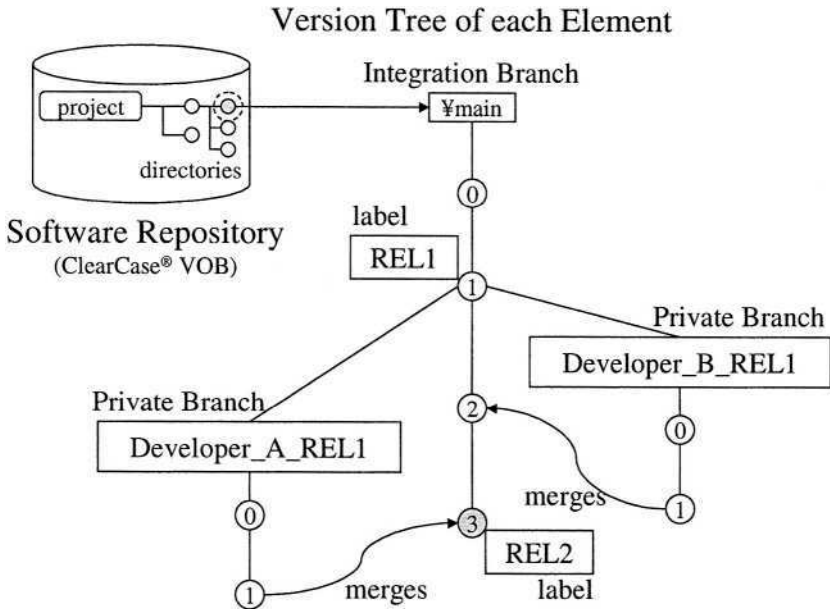 Version Tree of each Element
Integration Branch
project
¥main
directories
0
label
Software Repository
(ClearCase® VOB)
REL1
1
Private Branch
Developer_B_REL1
Private Branch
2
0
Developer_A_REL1
merges
1
0
3
REL2
1
merges
label